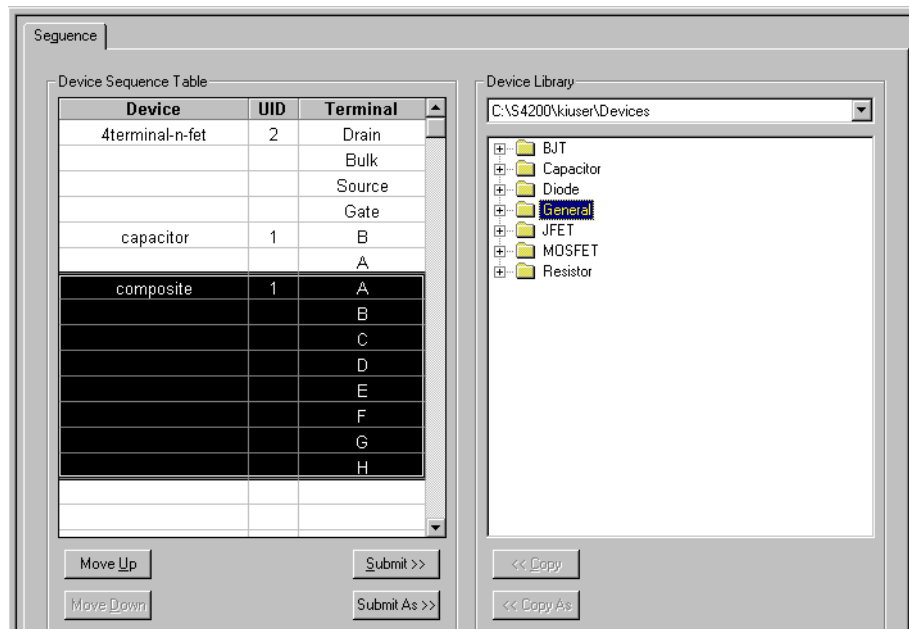 Sequence
Device Sequence Table
Device UID Terminal
4terminal-n-fet 2 Drain
Bulk
Source
Gate
capacitor 1 B
A
composite 1 A
B
C
D
E
F
G
H
Move Up
Submit >>
Move Down
Submit As >>
Device Library
C:\S4200\kiuser\Devices
BJT
Capacitor
Diode
General
JFET
MOSFET
Resistor
<< Copy
<< Copy As